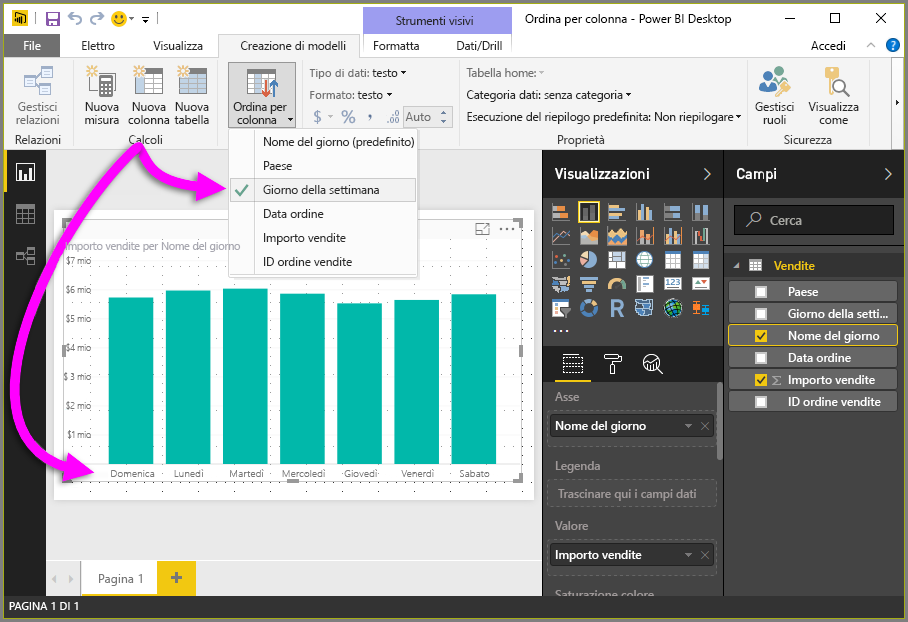 Strumenti visivi
Ordina per colonna - Power BI Desktop
File
Elettro
Visualizza
Creazione di modelli
Formatta
Dati/Drill
Accedi
?
Gestisci
relazioni
Relazioni
Nuova
misura
Nuova
colonna
Nuova
tabella
Calcoli
Ordina per
colonna
Tipo di dati: testo
Formato: testo
$ % , .00 Auto
Tabella home:
Categoria dati: senza categoria
Esecuzione del riepilogo predefinita: Non riepilogare
Proprietà
Gestisci
ruoli
Visualizza
come
Sicurezza
Nome del giorno (predefinito)
Paese
Giorno della settimana
Data ordine
Importo vendite
ID ordine vendite
Importo vendite per Nome del giorno
$7 mio
$6 mio
$5 mio
$4 mio
$3 mio
$2 mio
$1 mio
Domenica
Lunedì
Martedì
Mercoledì
Giovedì
Venerdì
Sabato
Visualizzazioni
123
R
Asse
Nome del giorno
Legenda
Trascinare qui i campi dati
Valore
Importo vendite
Saturazione colore
Campi
Cerca
Vendite
Paese
Giorno della setti...
Nome del giorno
Data ordine
Σ Importo vendite
ID ordine vendite
Pagina 1
PAGINA 1 DI 1